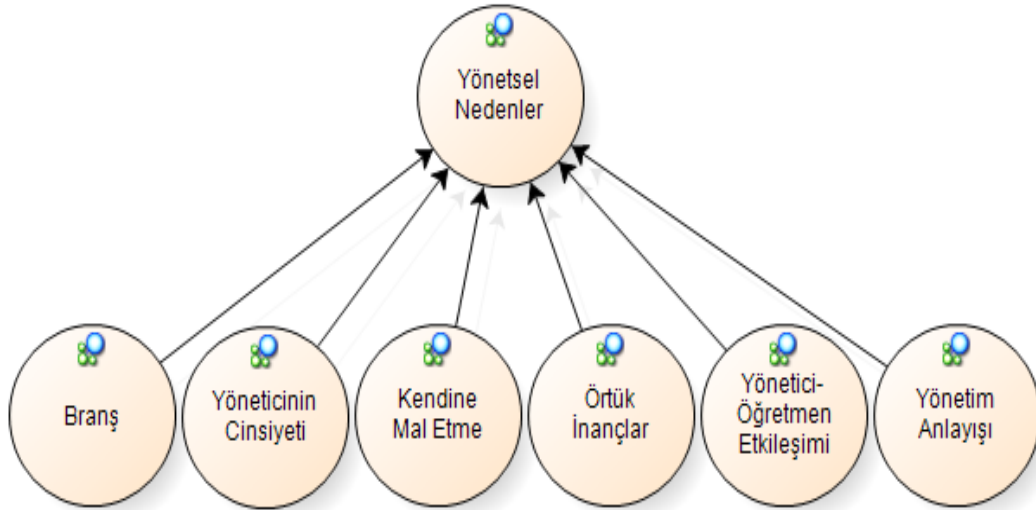 Yönetsel
Nedenler
Branş
Yöneticinin
Cinsiyeti
Kendine
Mal Etme
Örtük
İnançlar
Yönetici-
Öğretmen
Etkileşimi
Yönetim
Anlayışı